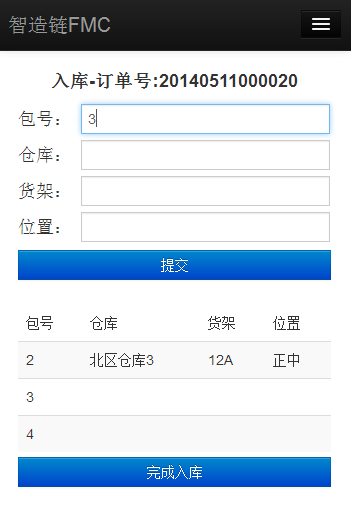 智造链FMC
入库-订单号:20140511000020
包号： 3
仓库：
货架：
位置：
提交
包号 仓库 货架 位置
2 北区仓库3 12A 正中
3
4
完成入库